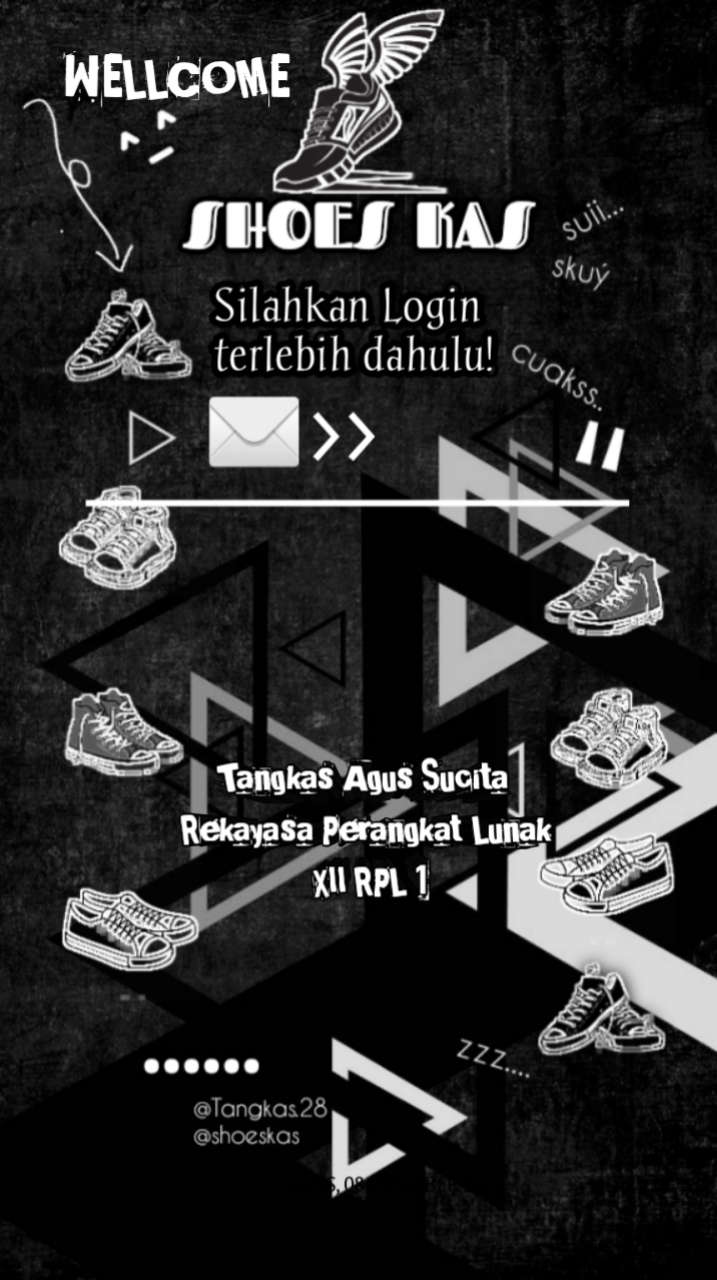 WELLCOME
SHOES KAS
suii...
skuý
Silahkan Login
terlebih dahulu!
cuakss..
Tangkas Agus Sucita
Rekayasa Perangkat Lunak
XII RPL 1
zzz....
@Tangkas.28
@shoeskas